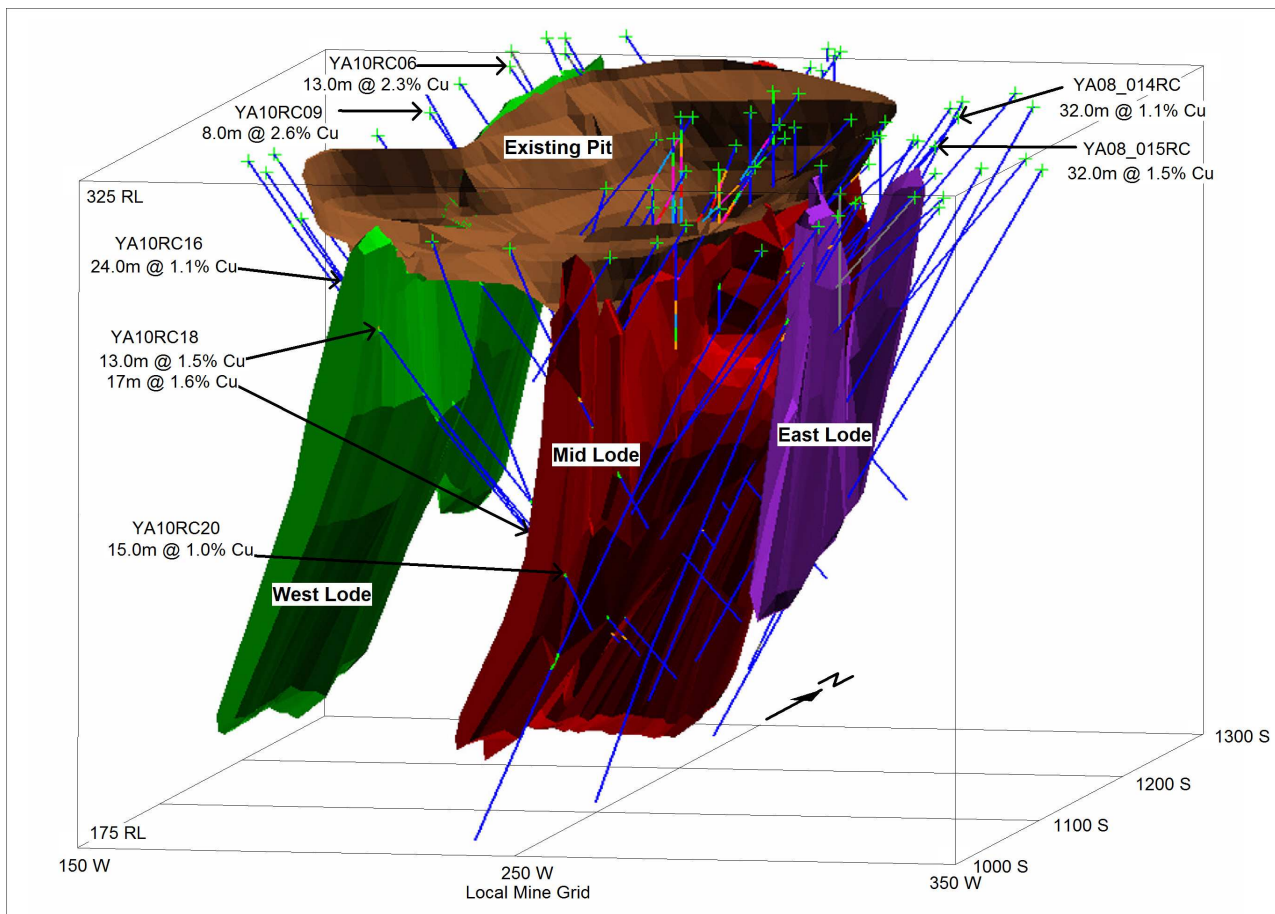 YA10RC06
13.0m @ 2.3% Cu
YA10RC09
8.0m @ 2.6% Cu
Existing Pit
YA08_014RC
32.0m @ 1.1% Cu
YA08_015RC
32.0m @ 1.5% Cu
325 RL
YA10RC16
24.0m @ 1.1% Cu
YA10RC18
13.0m @ 1.5% Cu
17m @ 1.6% Cu
Mid Lode
East Lode
YA10RC20
15.0m @ 1.0% Cu
West Lode
N
1300 S
1200 S
1100 S
1000 S
175 RL
150 W
250 W
350 W
Local Mine Grid